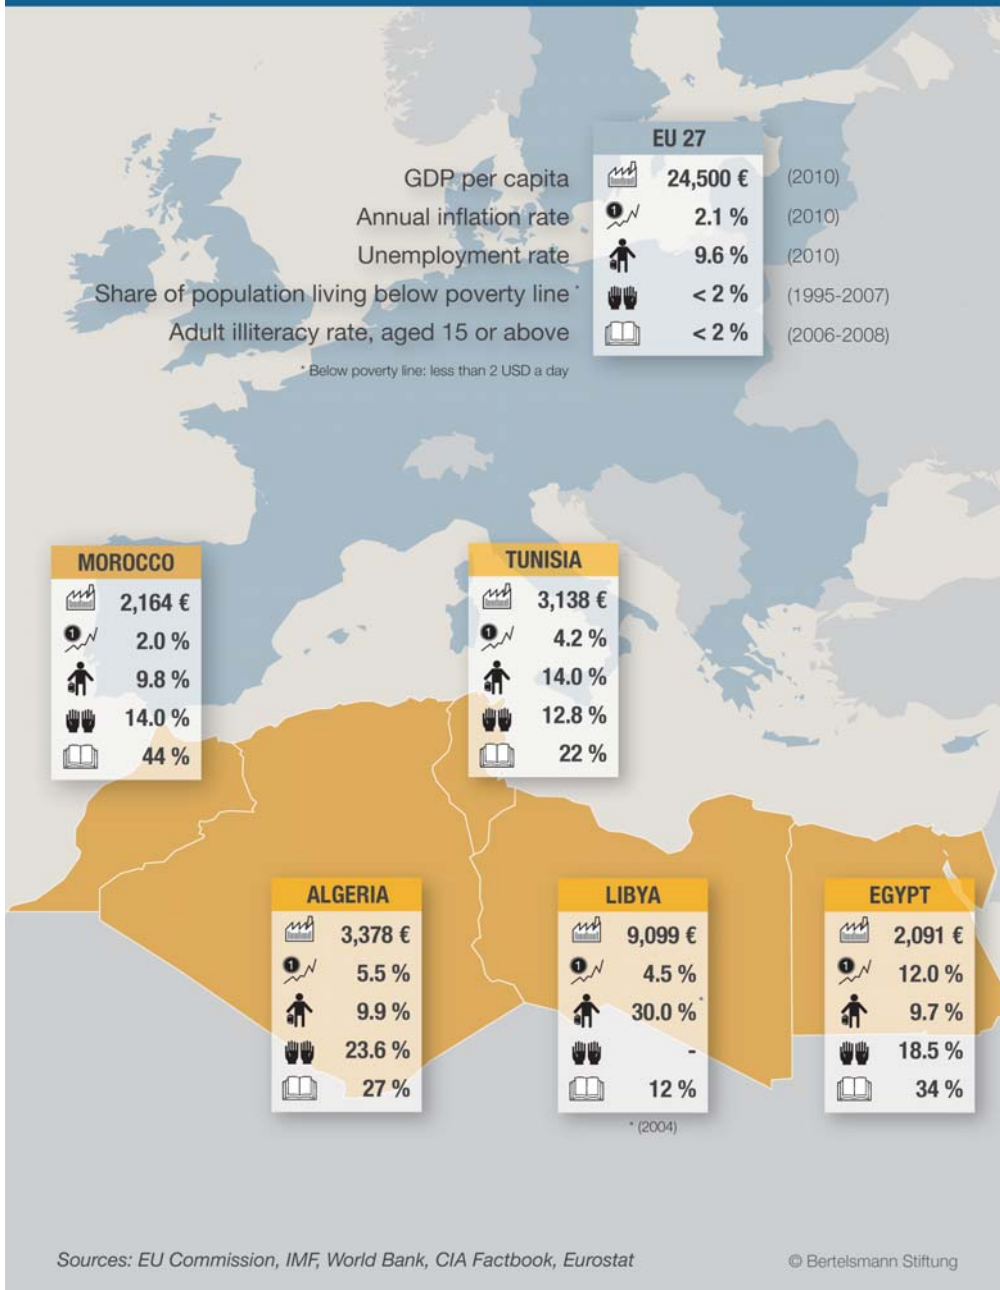 EU 27
GDP per capita 24,500 € (2010)
Annual inflation rate 2.1 % (2010)
Unemployment rate 9.6 % (2010)
Share of population living below poverty line * < 2 % (1995-2007)
Adult illiteracy rate, aged 15 or above < 2 % (2006-2008)
* Below poverty line: less than 2 USD a day
MOROCCO
2,164 €
1 2.0 %
9.8 %
14.0 %
44 %
TUNISIA
3,138 €
1 4.2 %
14.0 %
12.8 %
22 %
ALGERIA
3,378 €
1 5.5 %
9.9 %
23.6 %
27 %
LIBYA
9,099 €
1 4.5 %
30.0 % *
-
12 %
* (2004)
EGYPT
2,091 €
1 12.0 %
9.7 %
18.5 %
34 %
Sources: EU Commission, IMF, World Bank, CIA Factbook, Eurostat
© Bertelsmann Stiftung